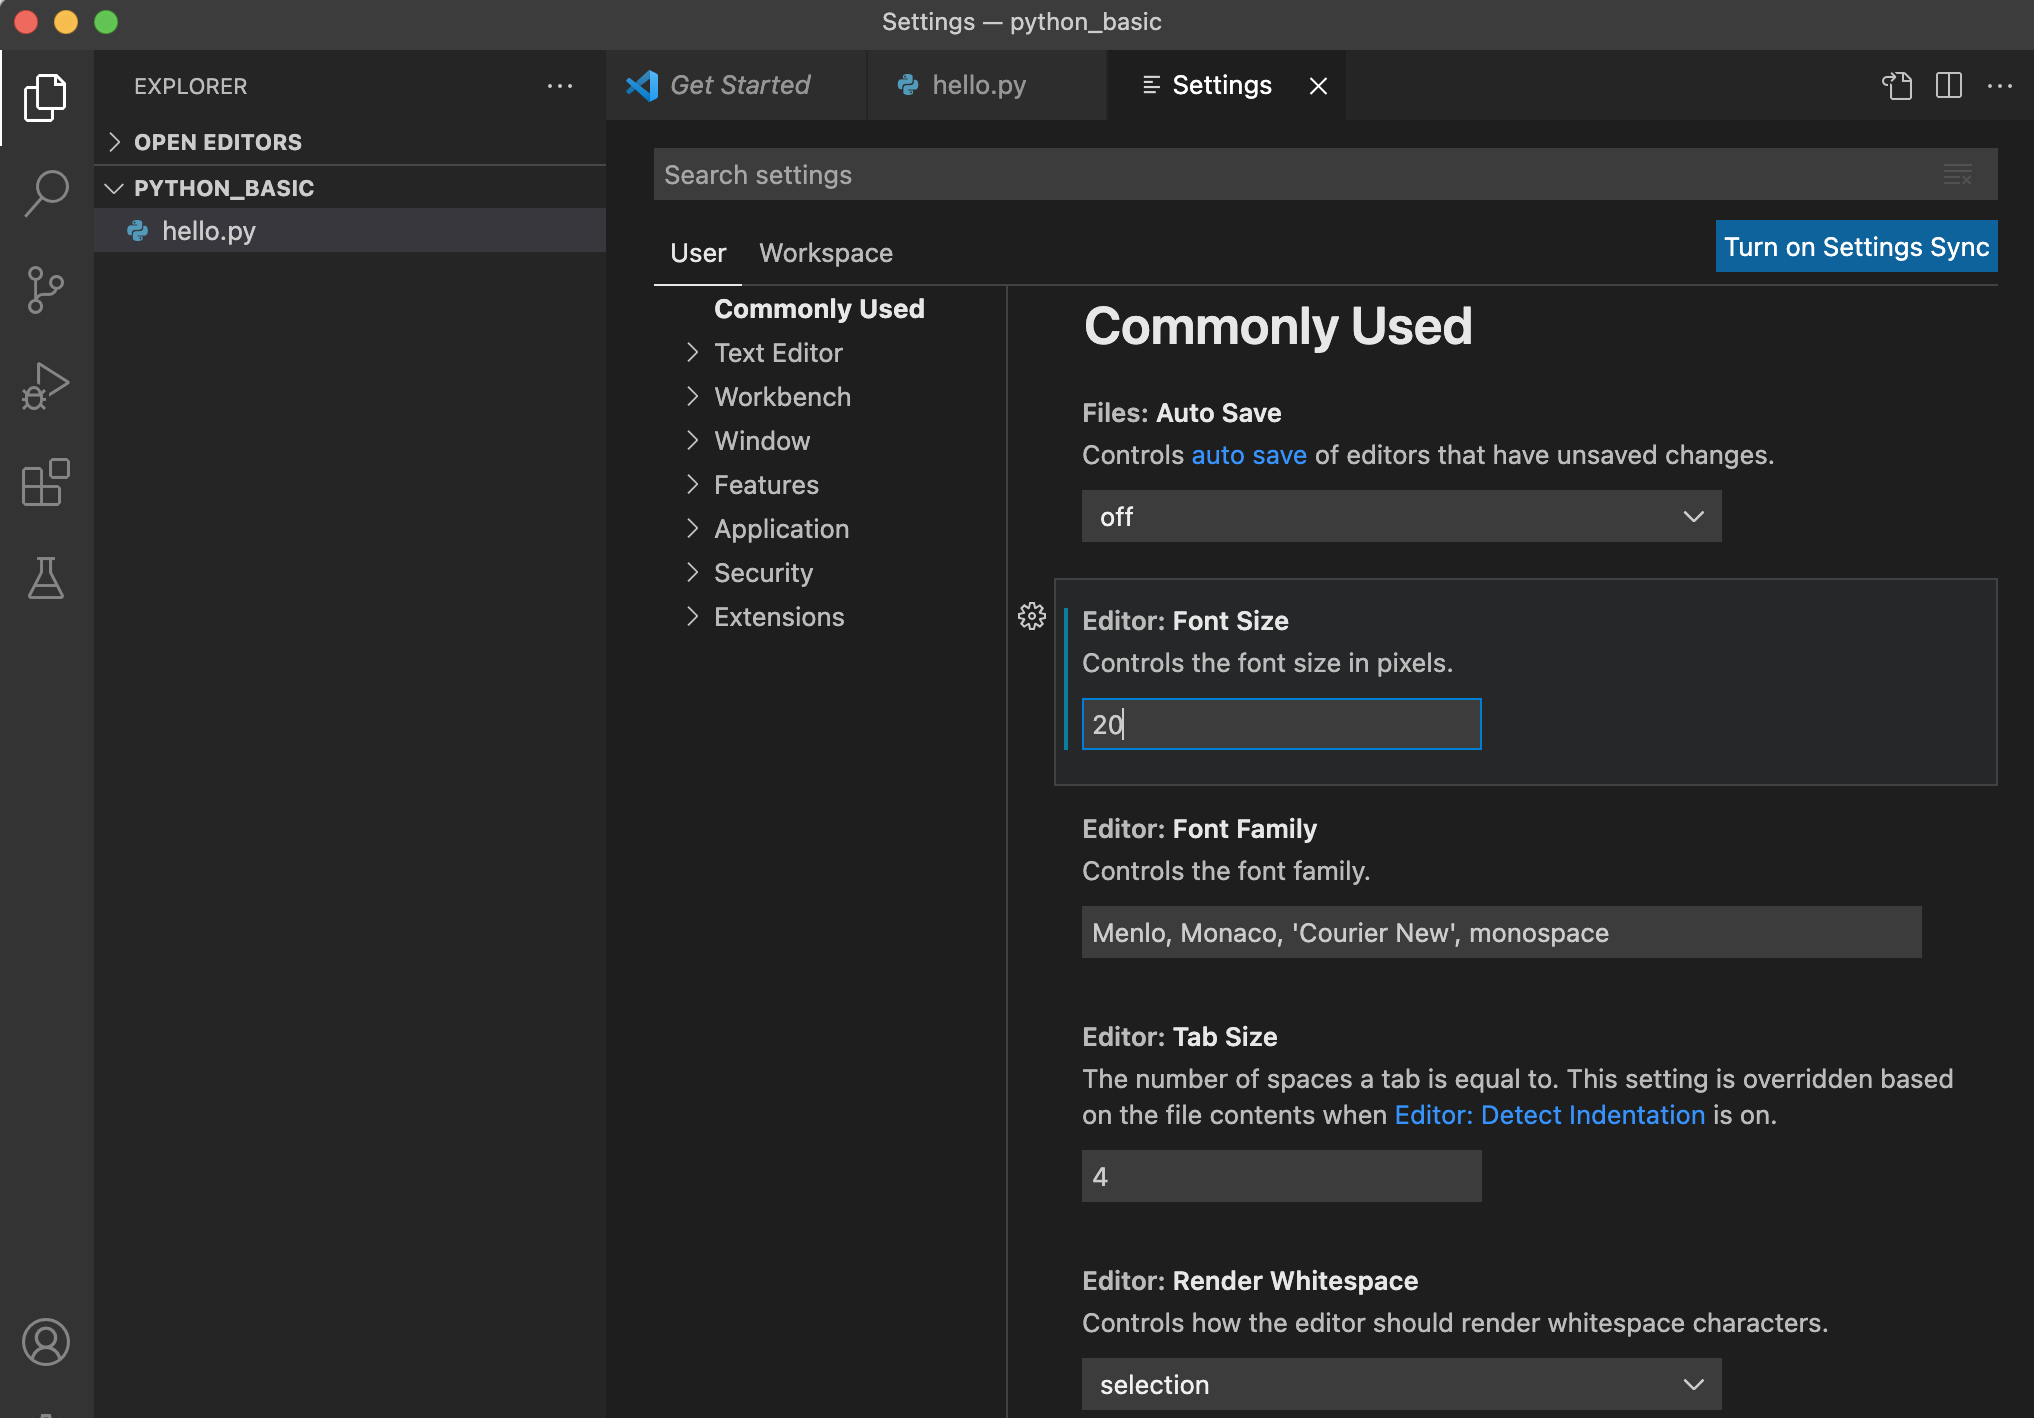 Settings — python_basic
EXPLORER
OPEN EDITORS
PYTHON_BASIC
hello.py
Get Started
hello.py
Settings
Search settings
User
Workspace
Turn on Settings Sync
Commonly Used
Text Editor
Workbench
Window
Features
Application
Security
Extensions
Commonly Used
Files: Auto Save
Controls auto save of editors that have unsaved changes.
off
Editor: Font Size
Controls the font size in pixels.
20
Editor: Font Family
Controls the font family.
Menlo, Monaco, 'Courier New', monospace
Editor: Tab Size
The number of spaces a tab is equal to. This setting is overridden based
on the file contents when Editor: Detect Indentation is on.
4
Editor: Render Whitespace
Controls how the editor should render whitespace characters.
selection